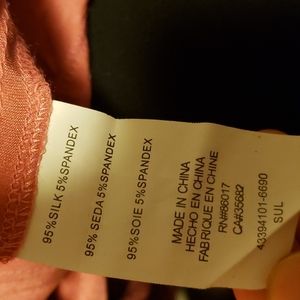 95%SILK 5%SPANDEX
95% SEDA 5%SPANDEX
95%SOIE 5%SPANDEX
MADE IN CHINA
HECHO EN CHINA
FABRIQUE EN CHINE
RN#86017
CA#35682
43394101-6690
SUL